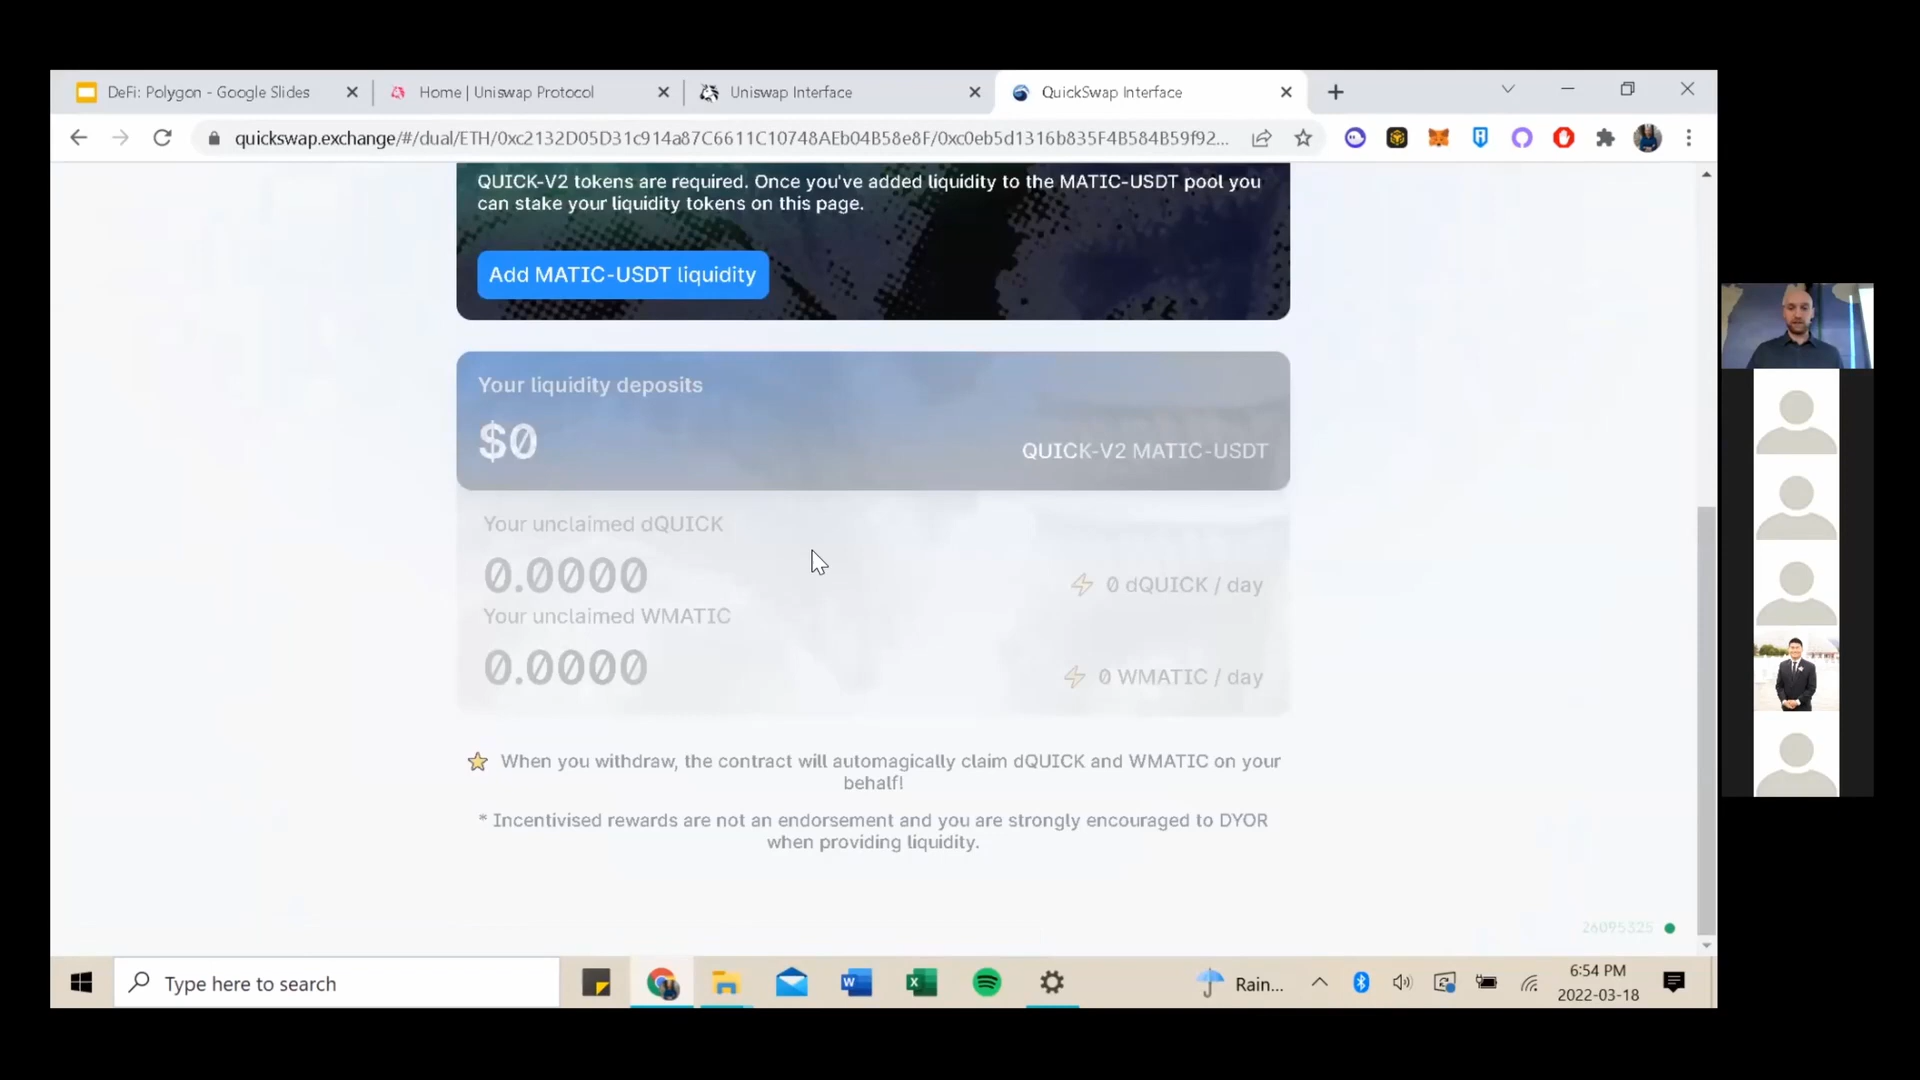 DeFi: Polygon - Google Slides
Home | Uniswap Protocol
Uniswap Interface
QuickSwap Interface
quickswap.exchange/#/dual/ETH/0xc2132D05D31c914a87C6611C10748AEb04B58e8F/0xc0eb5d1316b835F4B584B59f92...
QUICK-V2 tokens are required. Once you've added liquidity to the MATIC-USDT pool you
can stake your liquidity tokens on this page.
Add MATIC-USDT liquidity
Your liquidity deposits
$0
QUICK-V2 MATIC-USDT
Your unclaimed dQUICK
0.0000
0 dQUICK / day
Your unclaimed WMATIC
0.0000
0 WMATIC / day
When you withdraw, the contract will automagically claim dQUICK and WMATIC on your
behalf!
* Incentivised rewards are not an endorsement and you are strongly encouraged to DYOR
when providing liquidity.
26095325
Type here to search
Rain...
6:54 PM
2022-03-18